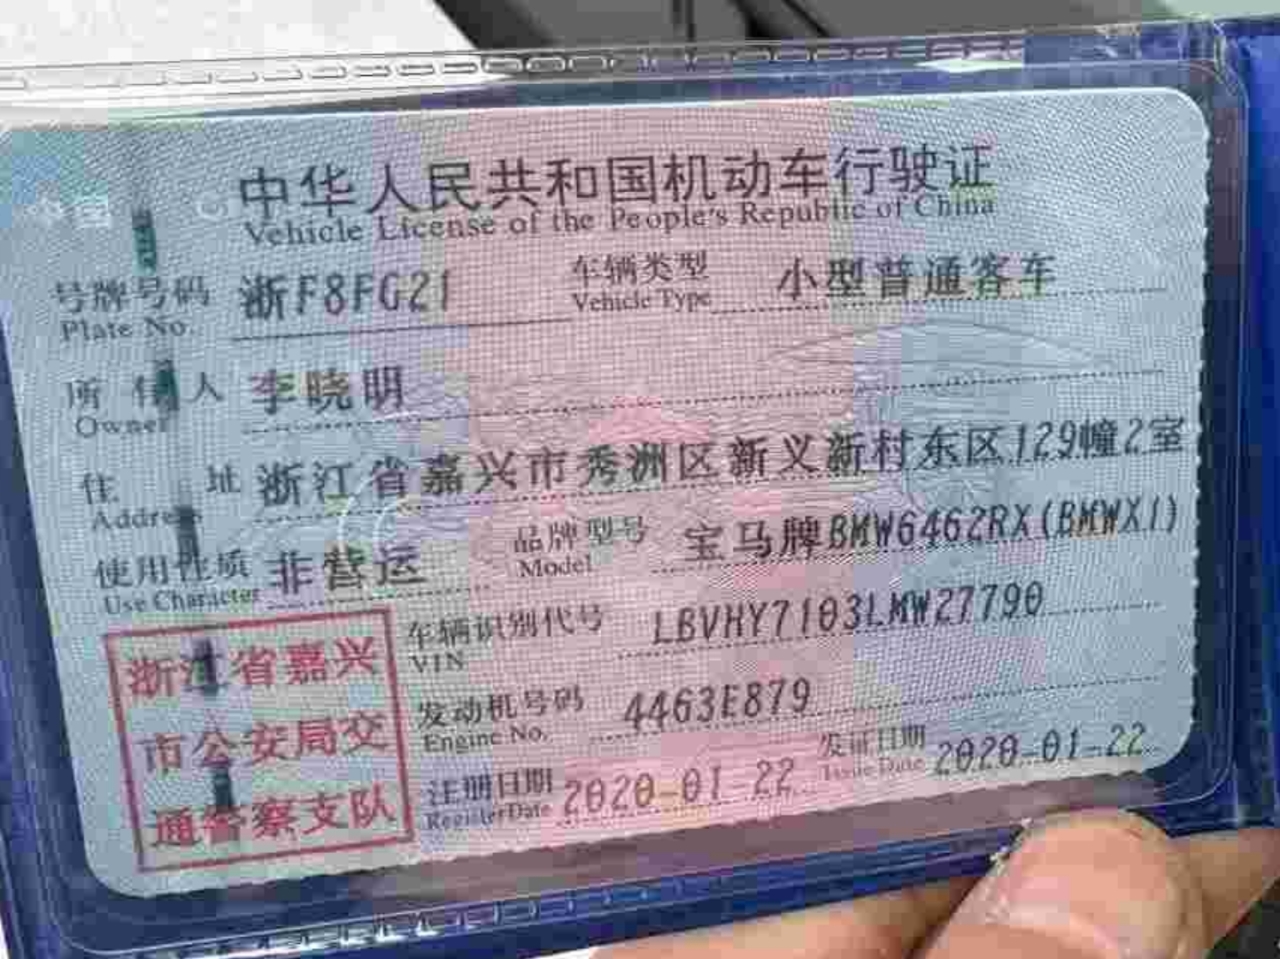 中华人民共和国机动车行驶证
Vehicle License of the People's Republic of China
号牌号码 浙F8FG21 车辆类型 小型普通客车
Plate No. Vehicle Type
所有人 李晓明
Owner
住址 浙江省嘉兴市秀洲区新义新村东区129幢2室
Address
使用性质 非营运 品牌型号 宝马牌BMW6462RX(BMWX1)
Use Character Model
车辆识别代号 LBVHY7103LMW27790
VIN
发动机号码 4463E879
Engine No.
注册日期 2020-01-22 发证日期 2020-01-22
Register Date Issue Date
浙江省嘉兴
市公安局交
通警察支队